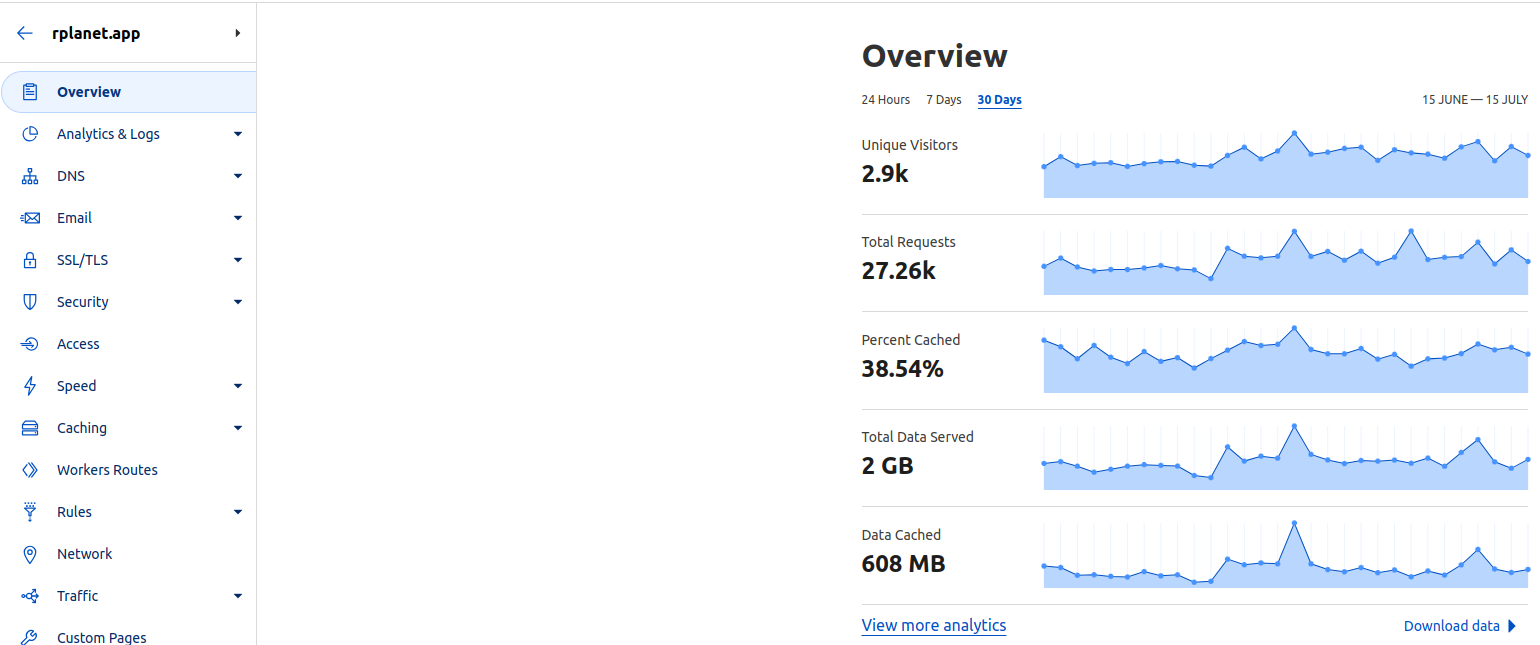 rplanet.app
Overview
Analytics & Logs
DNS
Email
SSL/TLS
Security
Access
Speed
Caching
Workers Routes
Rules
Network
Traffic
Custom Pages
Overview
24 Hours 7 Days 30 Days 15 JUNE — 15 JULY
Unique Visitors
2.9k
Total Requests
27.26k
Percent Cached
38.54%
Total Data Served
2 GB
Data Cached
608 MB
View more analytics Download data